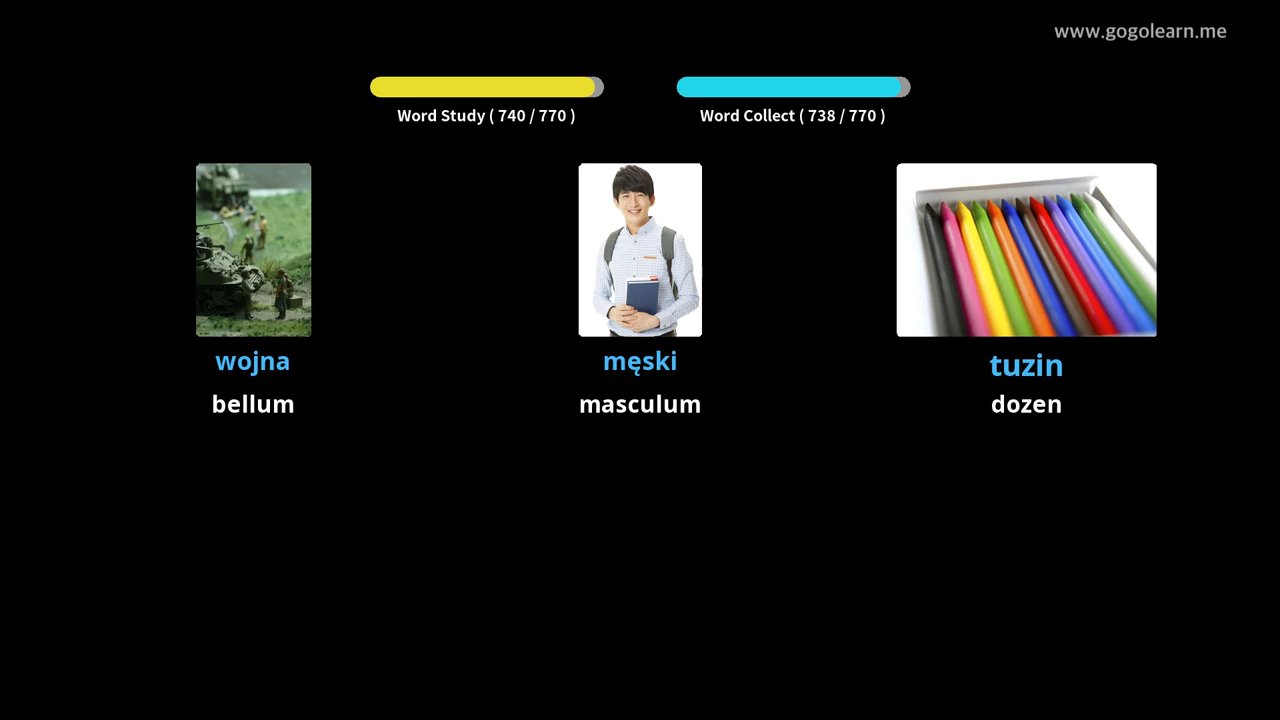 www.gogolearn.me
Word Study ( 740 / 770 )
Word Collect ( 738 / 770 )
wojna
męski
tuzin
bellum
masculum
dozen